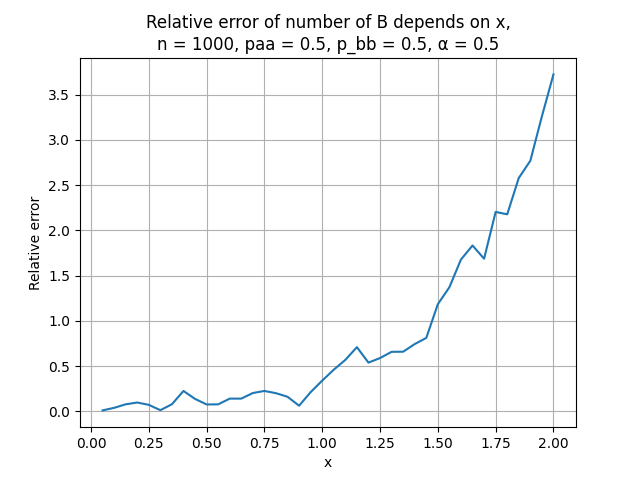 Relative error of number of B depends on x,
n = 1000, paa = 0.5, p_bb = 0.5, α = 0.5
Relative error
3.5
3.0
2.5
2.0
1.5
1.0
0.5
0.0
0.00 0.25 0.50 0.75 1.00 1.25 1.50 1.75 2.00
x